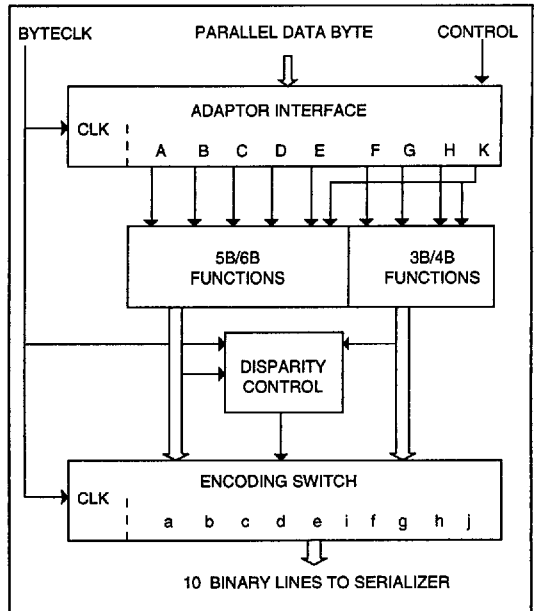 BYTECLK PARALLEL DATA BYTE CONTROL
ADAPTOR INTERFACE
CLK
A B C D E F G H K
5B/6B
FUNCTIONS
3B/4B
FUNCTIONS
DISPARITY
CONTROL
ENCODING SWITCH
CLK
a b c d e i f g h j
10 BINARY LINES TO SERIALIZER